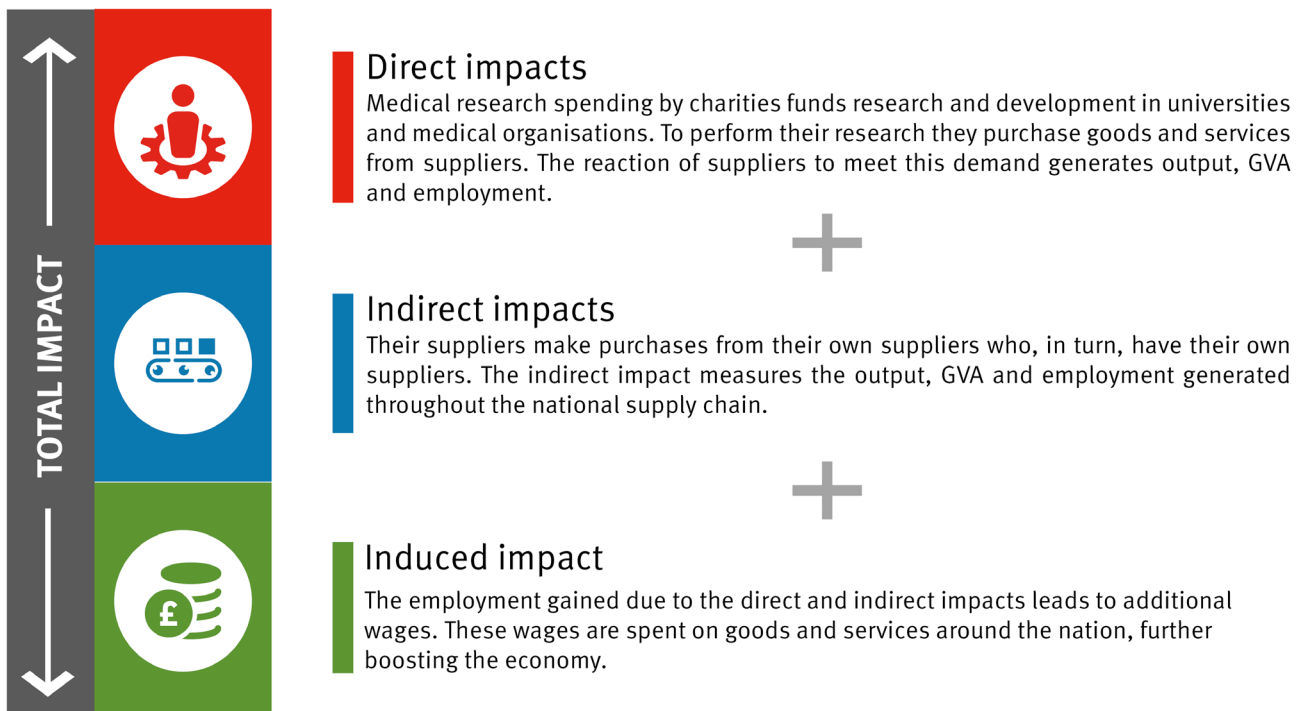 TOTAL IMPACT
Direct impacts
Medical research spending by charities funds research and development in universities
and medical organisations. To perform their research they purchase goods and services
from suppliers. The reaction of suppliers to meet this demand generates output, GVA
and employment.
Indirect impacts
Their suppliers make purchases from their own suppliers who, in turn, have their own
suppliers. The indirect impact measures the output, GVA and employment generated
throughout the national supply chain.
£
Induced impact
The employment gained due to the direct and indirect impacts leads to additional
wages. These wages are spent on goods and services around the nation, further
boosting the economy.